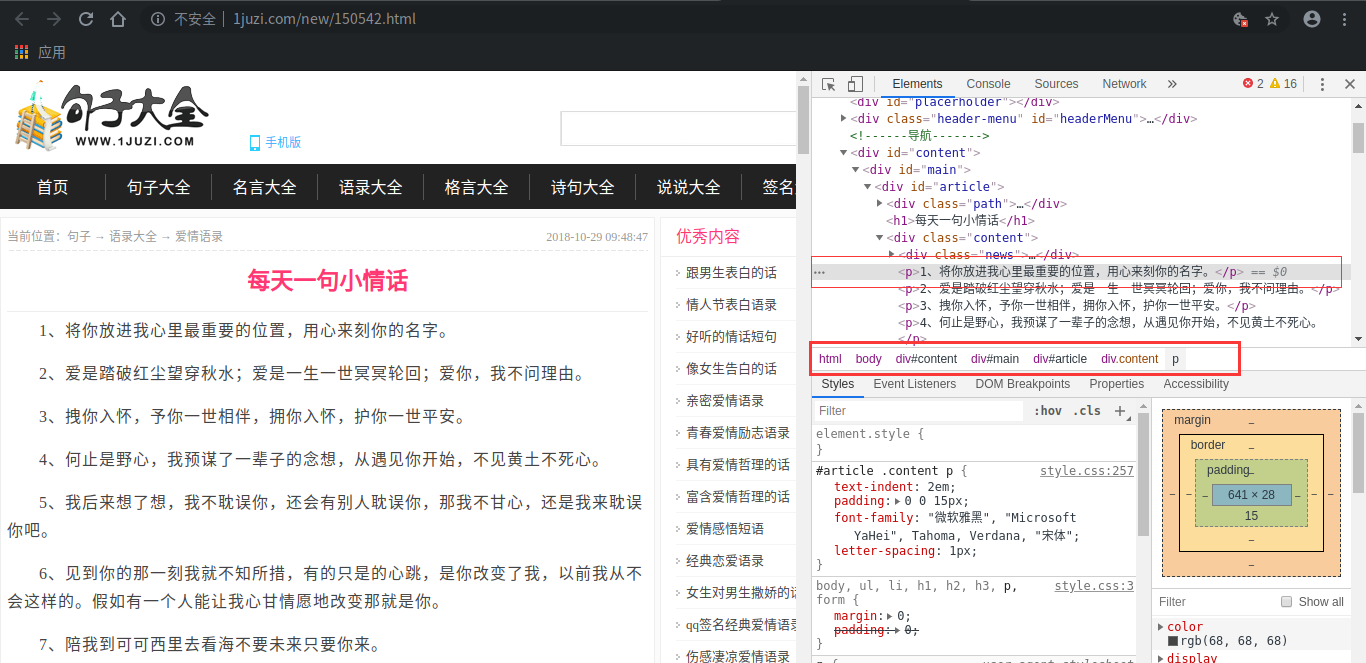 不安全 | 1juzi.com/new/150542.html
应用
句子大全
WWW.1JUZI.COM
手机版
首页 句子大全 名言大全 语录大全 格言大全 诗句大全 说说大全 签名
当前位置：句子 → 语录大全 → 爱情语录 2018-10-29 09:48:47
每天一句小情话
1、将你放进我心里最重要的位置，用心来刻你的名字。
2、爱是踏破红尘望穿秋水；爱是一生一世冥冥轮回；爱你，我不问理由。
3、拽你入怀，予你一世相伴，拥你入怀，护你一世平安。
4、何止是野心，我预谋了一辈子的念想，从遇见你开始，不见黄土不死心。
5、我后来想了想，我不耽误你，还会有别人耽误你，那我不甘心，还是我来耽误
你吧。
6、见到你的那一刻我就不知所措，有的只是的心跳，是你改变了我，以前我从不
会这样的。假如有一个人能让我心甘情愿地改变那就是你。
7、陪我到可可西里去看海不要未来只要你来。
优秀内容
跟男生表白的话
情人节表白语录
好听的情话短句
像女生告白的话
亲密爱情语录
青春爱情励志语录
具有爱情哲理的话
富含爱情哲理的话
爱情感悟短语
经典恋爱语录
女生对男生撒娇的话
qq签名经典爱情语录
伤感凄凉爱情语录
Elements Console Sources Network » 2 16
<div id="placeholder"></div>
<div class="header-menu" id="headerMenu">…</div>
<!------导航------->
<div id="content">
<div id="main">
<div id="article">
<div class="path">…</div>
<h1>每天一句小情话</h1>
<div class="content">
<div class="news">…</div>
<p>1、将你放进我心里最重要的位置，用心来刻你的名字。</p> == $0
<p>2、爱是踏破红尘望穿秋水；爱是一生一世冥冥轮回；爱你，我不问理由。</p>
<p>3、拽你入怀，予你一世相伴，拥你入怀，护你一世平安。</p>
<p>4、何止是野心，我预谋了一辈子的念想，从遇见你开始，不见黄土不死心。
</p>
html body div#content div#main div#article div.content p
Styles Event Listeners DOM Breakpoints Properties Accessibility
Filter :hov .cls +
element.style {
}
#article .content p { style.css:257
text-indent: 2em;
padding: 0 0 15px;
font-family: "微软雅黑", "Microsoft
YaHei", Tahoma, Verdana, "宋体";
letter-spacing: 1px;
}
body, ul, li, h1, h2, h3, p, style.css:3
form {
margin: 0;
padding: 0;
}
margin –
border –
padding –
– – – 641 × 28 – – –
15
–
–
Filter Show all
color
rgb(68, 68, 68)
display